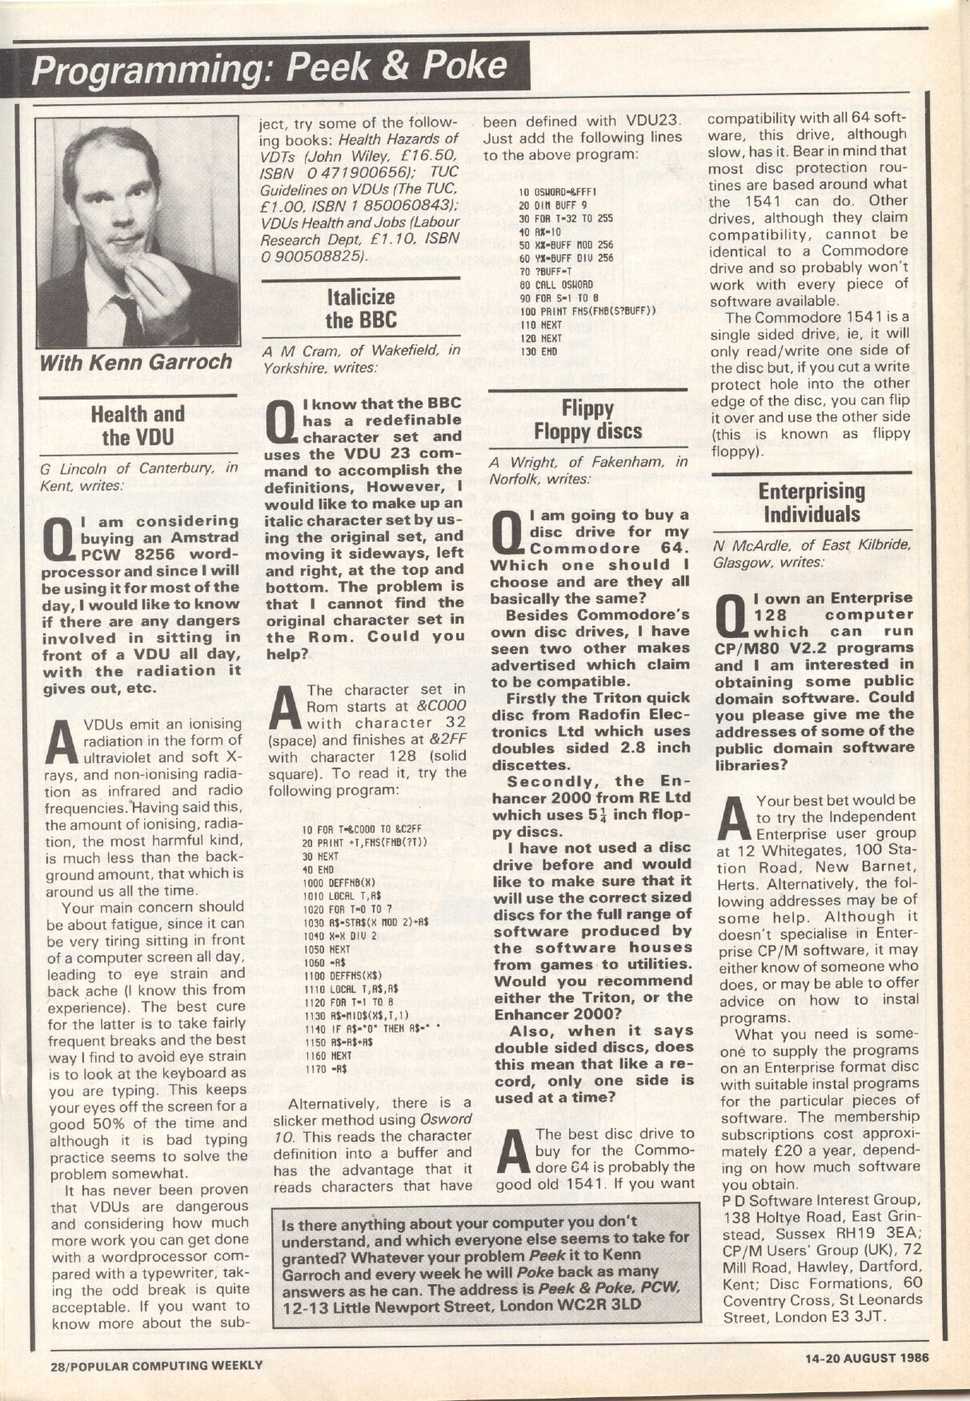 Programming: Peek & Poke
With Kenn Garroch
Health and
the VDU
G Lincoln of Canterbury, in
Kent, writes:
Q I am considering
buying an Amstrad
PCW 8256 word-
processor and since I will
be using it for most of the
day, I would like to know
if there are any dangers
involved in sitting in
front of a VDU all day,
with the radiation it
gives out, etc.
A VDUs emit an ionising
radiation in the form of
ultraviolet and soft X-
rays, and non-ionising radia-
tion as infrared and radio
frequencies. Having said this,
the amount of ionising, radia-
tion, the most harmful kind,
is much less than the back-
ground amount, that which is
around us all the time.
Your main concern should
be about fatigue, since it can
be very tiring sitting in front
of a computer screen all day,
leading to eye strain and
back ache (I know this from
experience). The best cure
for the latter is to take fairly
frequent breaks and the best
way I find to avoid eye strain
is to look at the keyboard as
you are typing. This keeps
your eyes off the screen for a
good 50% of the time and
although it is bad typing
practice seems to solve the
problem somewhat.
It has never been proven
that VDUs are dangerous
and considering how much
more work you can get done
with a wordprocessor com-
pared with a typewriter, tak-
ing the odd break is quite
acceptable. If you want to
know more about the sub-
ject, try some of the follow-
ing books: Health Hazards of
VDTs (John Wiley, £16.50,
ISBN 0 471900656); TUC
Guidelines on VDUs (The TUC,
£1.00, ISBN 1 850060843);
VDUs Health and Jobs (Labour
Research Dept, £1.10, ISBN
0 900508825).
Italicize
the BBC
A M Cram, of Wakefield, in
Yorkshire, writes:
Q I know that the BBC
has a redefinable
character set and
uses the VDU 23 com-
mand to accomplish the
definitions, However, I
would like to make up an
italic character set by us-
ing the original set, and
moving it sideways, left
and right, at the top and
bottom. The problem is
that I cannot find the
original character set in
the Rom. Could you
help?
A The character set in
Rom starts at &C000
with character 32
(space) and finishes at &2FF
with character 128 (solid
square). To read it, try the
following program:
10 FOR T=&C000 TO &C2FF
20 PRINT *T,FNS(FNB(?T))
30 NEXT
40 END
1000 DEFFNB(X)
1010 LOCAL T,A$
1020 FOR T=0 TO 7
1030 A$=STR$(X MOD 2)+A$
1040 X=X DIV 2
1050 NEXT
1060 =A$
1100 DEFFNS(X$)
1110 LOCAL T,A$,R$
1120 FOR T=1 TO 8
1130 A$=MID$(X$,T,1)
1140 IF A$="0" THEN A$=" "
1150 R$=R$+A$
1160 NEXT
1170 =R$
Alternatively, there is a
slicker method using Osword
10. This reads the character
definition into a buffer and
has the advantage that it
reads characters that have
been defined with VDU23.
Just add the following lines
to the above program:
10 OSWORD=&FFF1
20 DIM BUFF 9
30 FOR T=32 TO 255
40 A%=10
50 X%=BUFF MOD 256
60 Y%=BUFF DIV 256
70 ?BUFF=T
80 CALL OSWORD
90 FOR S=1 TO 8
100 PRINT FNS(FNB(S?BUFF))
110 NEXT
120 NEXT
130 END
Flippy
Floppy discs
A Wright, of Fakenham, in
Norfolk, writes:
Q I am going to buy a
disc drive for my
Commodore 64.
Which one should I
choose and are they all
basically the same?
Besides Commodore's
own disc drives, I have
seen two other makes
advertised which claim
to be compatible.
Firstly the Triton quick
disc from Radofin Elec-
tronics Ltd which uses
doubles sided 2.8 inch
discettes.
Secondly, the En-
hancer 2000 from RE Ltd
which uses 5¼ inch flop-
py discs.
I have not used a disc
drive before and would
like to make sure that it
will use the correct sized
discs for the full range of
software produced by
the software houses
from games to utilities.
Would you recommend
either the Triton, or the
Enhancer 2000?
Also, when it says
double sided discs, does
this mean that like a re-
cord, only one side is
used at a time?
A The best disc drive to
buy for the Commo-
dore 64 is probably the
good old 1541. If you want
compatibility with all 64 soft-
ware, this drive, although
slow, has it. Bear in mind that
most disc protection rou-
tines are based around what
the 1541 can do. Other
drives, although they claim
compatibility, cannot be
identical to a Commodore
drive and so probably won't
work with every piece of
software available.
The Commodore 1541 is a
single sided drive, ie, it will
only read/write one side of
the disc but, if you cut a write
protect hole into the other
edge of the disc, you can flip
it over and use the other side
(this is known as flippy
floppy).
Enterprising
Individuals
N McArdle, of East Kilbride,
Glasgow, writes:
Q I own an Enterprise
128 computer
which can run
CP/M80 V2.2 programs
and I am interested in
obtaining some public
domain software. Could
you please give me the
addresses of some of the
public domain software
libraries?
A Your best bet would be
to try the Independent
Enterprise user group
at 12 Whitegates, 100 Sta-
tion Road, New Barnet,
Herts. Alternatively, the fol-
lowing addresses may be of
some help. Although it
doesn't specialise in Enter-
prise CP/M software, it may
either know of someone who
does, or may be able to offer
advice on how to instal
programs.
What you need is some-
one to supply the programs
on an Enterprise format disc
with suitable instal programs
for the particular pieces of
software. The membership
subscriptions cost approxi-
mately £20 a year, depend-
ing on how much software
you obtain.
P D Software Interest Group,
138 Holtye Road, East Grin-
stead, Sussex RH19 3EA;
CP/M Users' Group (UK), 72
Mill Road, Hawley, Dartford,
Kent; Disc Formations, 60
Coventry Cross, St Leonards
Street, London E3 3JT.
Is there anything about your computer you don't
understand, and which everyone else seems to take for
granted? Whatever your problem Peek it to Kenn
Garroch and every week he will Poke back as many
answers as he can. The address is Peek & Poke, PCW,
12-13 Little Newport Street, London WC2R 3LD
28/POPULAR COMPUTING WEEKLY
14-20 AUGUST 1986